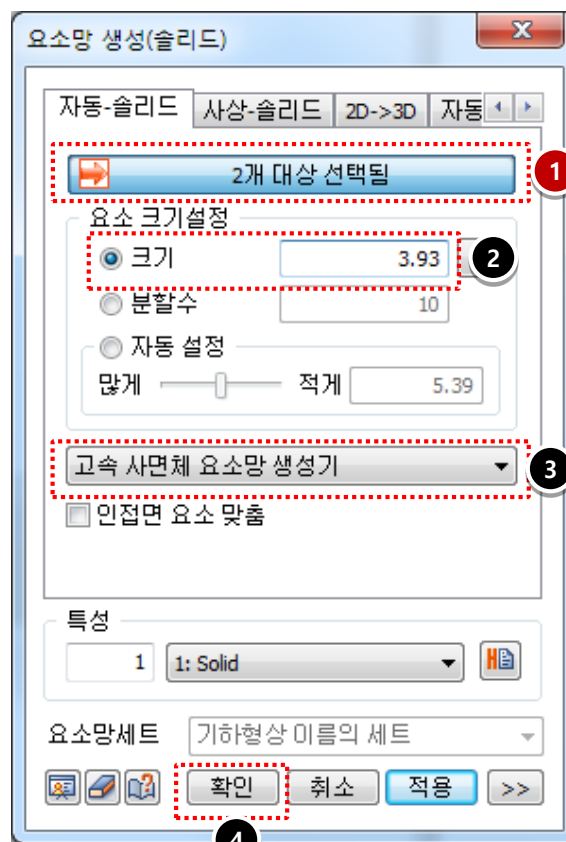 요소망 생성(솔리드)
자동-솔리드 사상-솔리드 2D->3D 자동
2개 대상 선택됨 1
요소 크기설정
크기 3.93 2
분할수 10
자동 설정
많게 적게 5.39
고속 사면체 요소망 생성기 3
인접면 요소 맞춤
특성
1 1: Solid
요소망세트 기하형상 이름의 세트
확인 취소 적용 >>
4